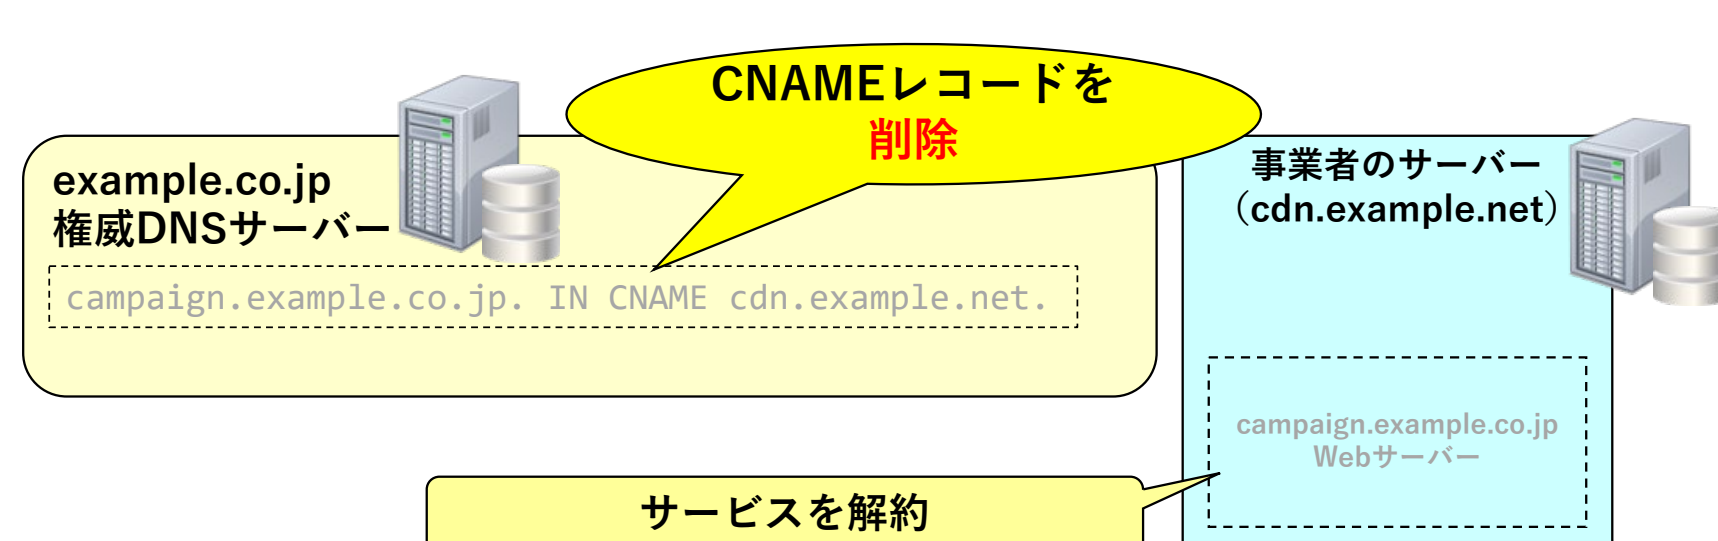 CNAMEレコードを
削除
example.co.jp
権威DNSサーバー
campaign.example.co.jp. IN CNAME cdn.example.net.
事業者のサーバー
（cdn.example.net）
campaign.example.co.jp
Webサーバー
サービスを解約